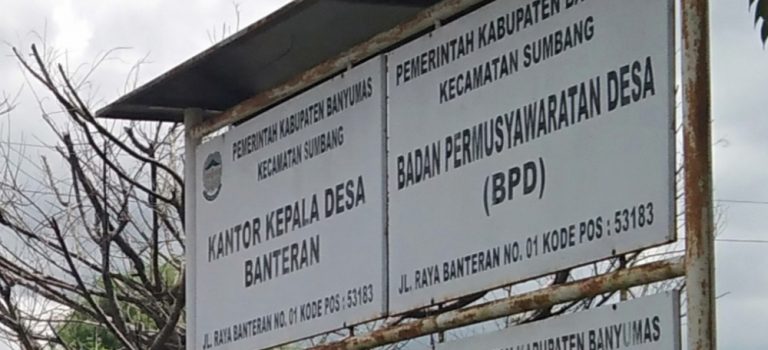 PEMERINTAH KABUPATEN BANYUMAS
KECAMATAN SUMBANG
KANTOR KEPALA DESA
BANTERAN
JL. RAYA BANTERAN NO. 01 KODE POS : 53183
PEMERINTAH KABUPATEN
KECAMATAN SUMBANG
BADAN PERMUSYAWARATAN DESA
(BPD)
JL. RAYA BANTERAN NO. 01 KODE POS : 53183
KABUPATEN BANYUMAS